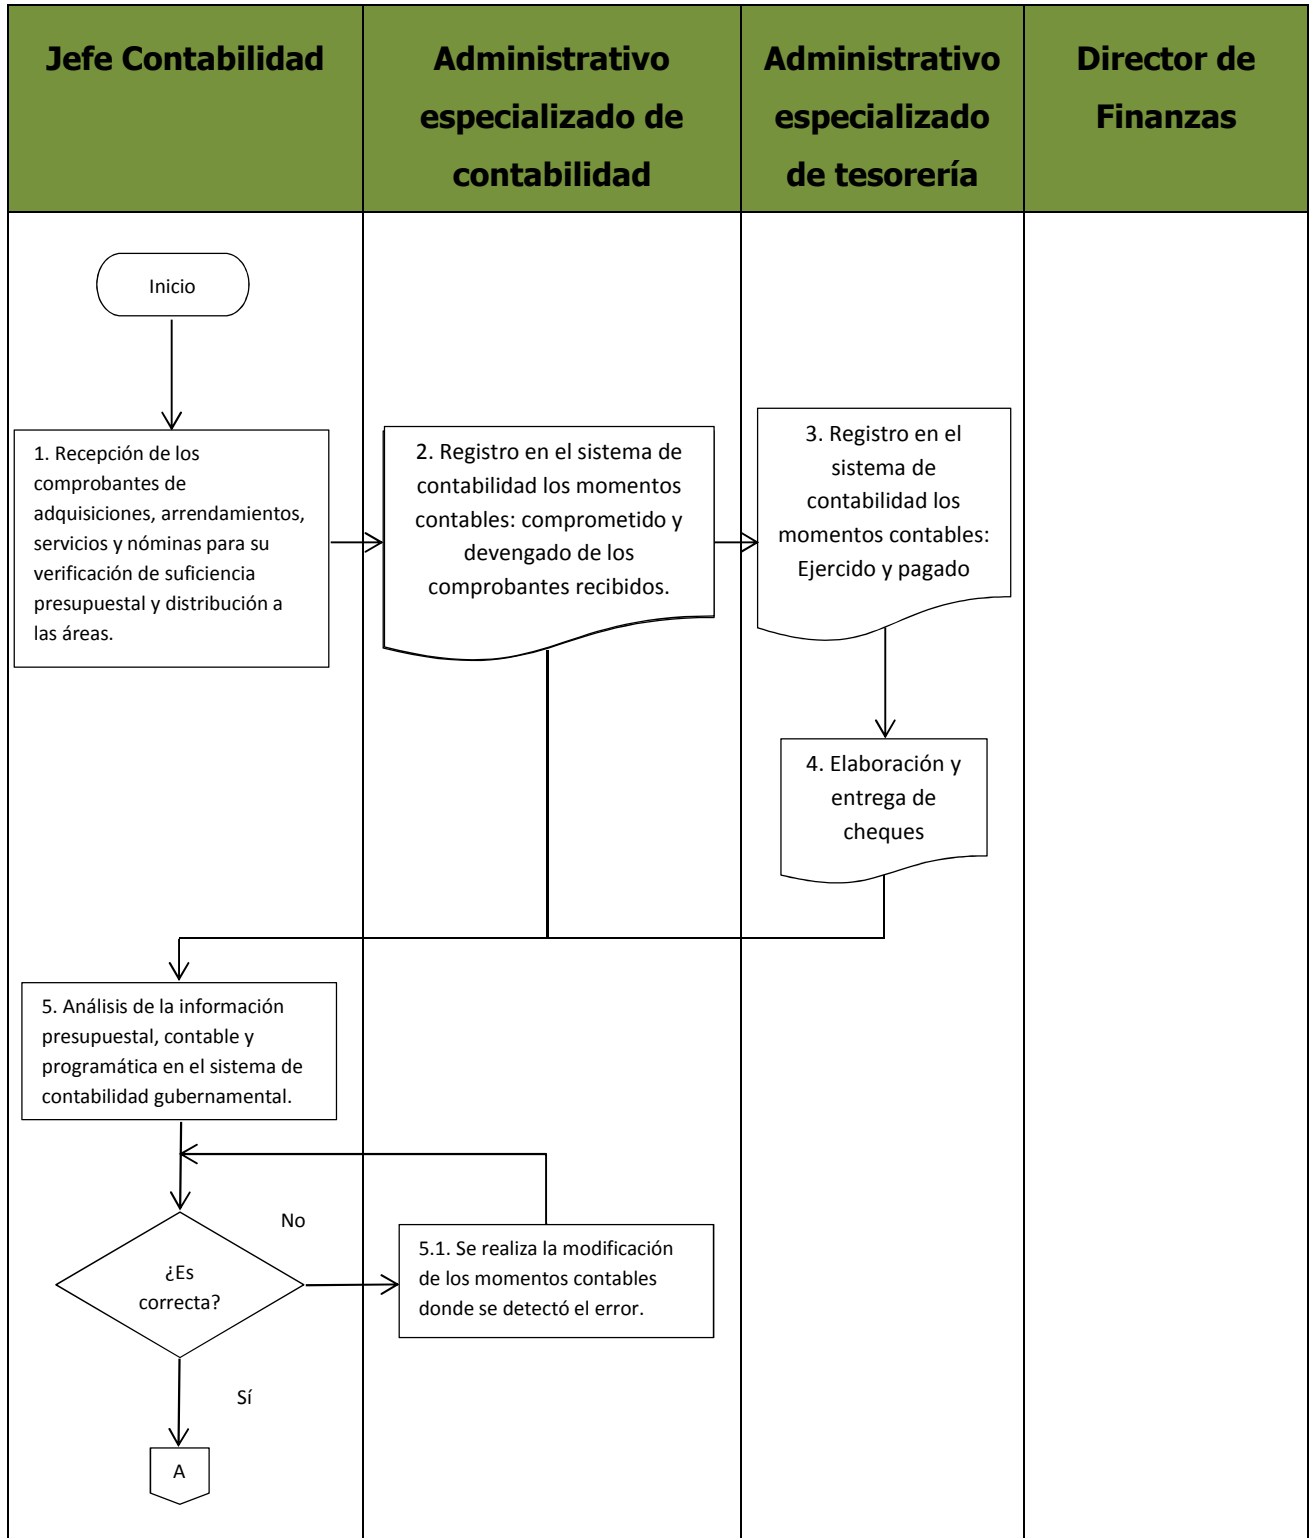 Jefe Contabilidad
Administrativo
especializado de
contabilidad
Administrativo
especializado
de tesorería
Director de
Finanzas
Inicio
1. Recepción de los
comprobantes de
adquisiciones, arrendamientos,
servicios y nóminas para su
verificación de suficiencia
presupuestal y distribución a
las áreas.
2. Registro en el sistema de
contabilidad los momentos
contables: comprometido y
devengado de los
comprobantes recibidos.
3. Registro en el
sistema de
contabilidad los
momentos contables:
Ejercido y pagado
4. Elaboración y
entrega de
cheques
5. Análisis de la información
presupuestal, contable y
programática en el sistema de
contabilidad gubernamental.
¿Es
correcta?
No
5.1. Se realiza la modificación
de los momentos contables
donde se detectó el error.
Sí
A